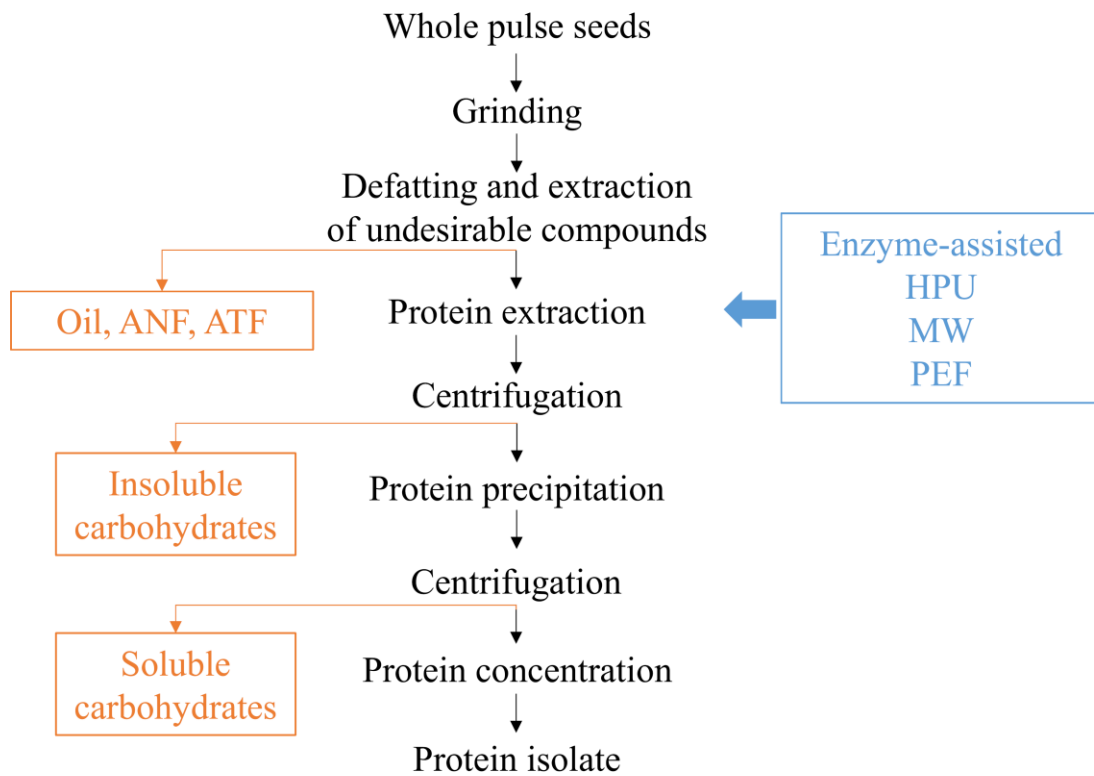 Whole pulse seeds
Grinding
Defatting and extraction
of undesirable compounds
Oil, ANF, ATF
Protein extraction
Enzyme-assisted
HPU
MW
PEF
Centrifugation
Insoluble
carbohydrates
Protein precipitation
Centrifugation
Soluble
carbohydrates
Protein concentration
Protein isolate